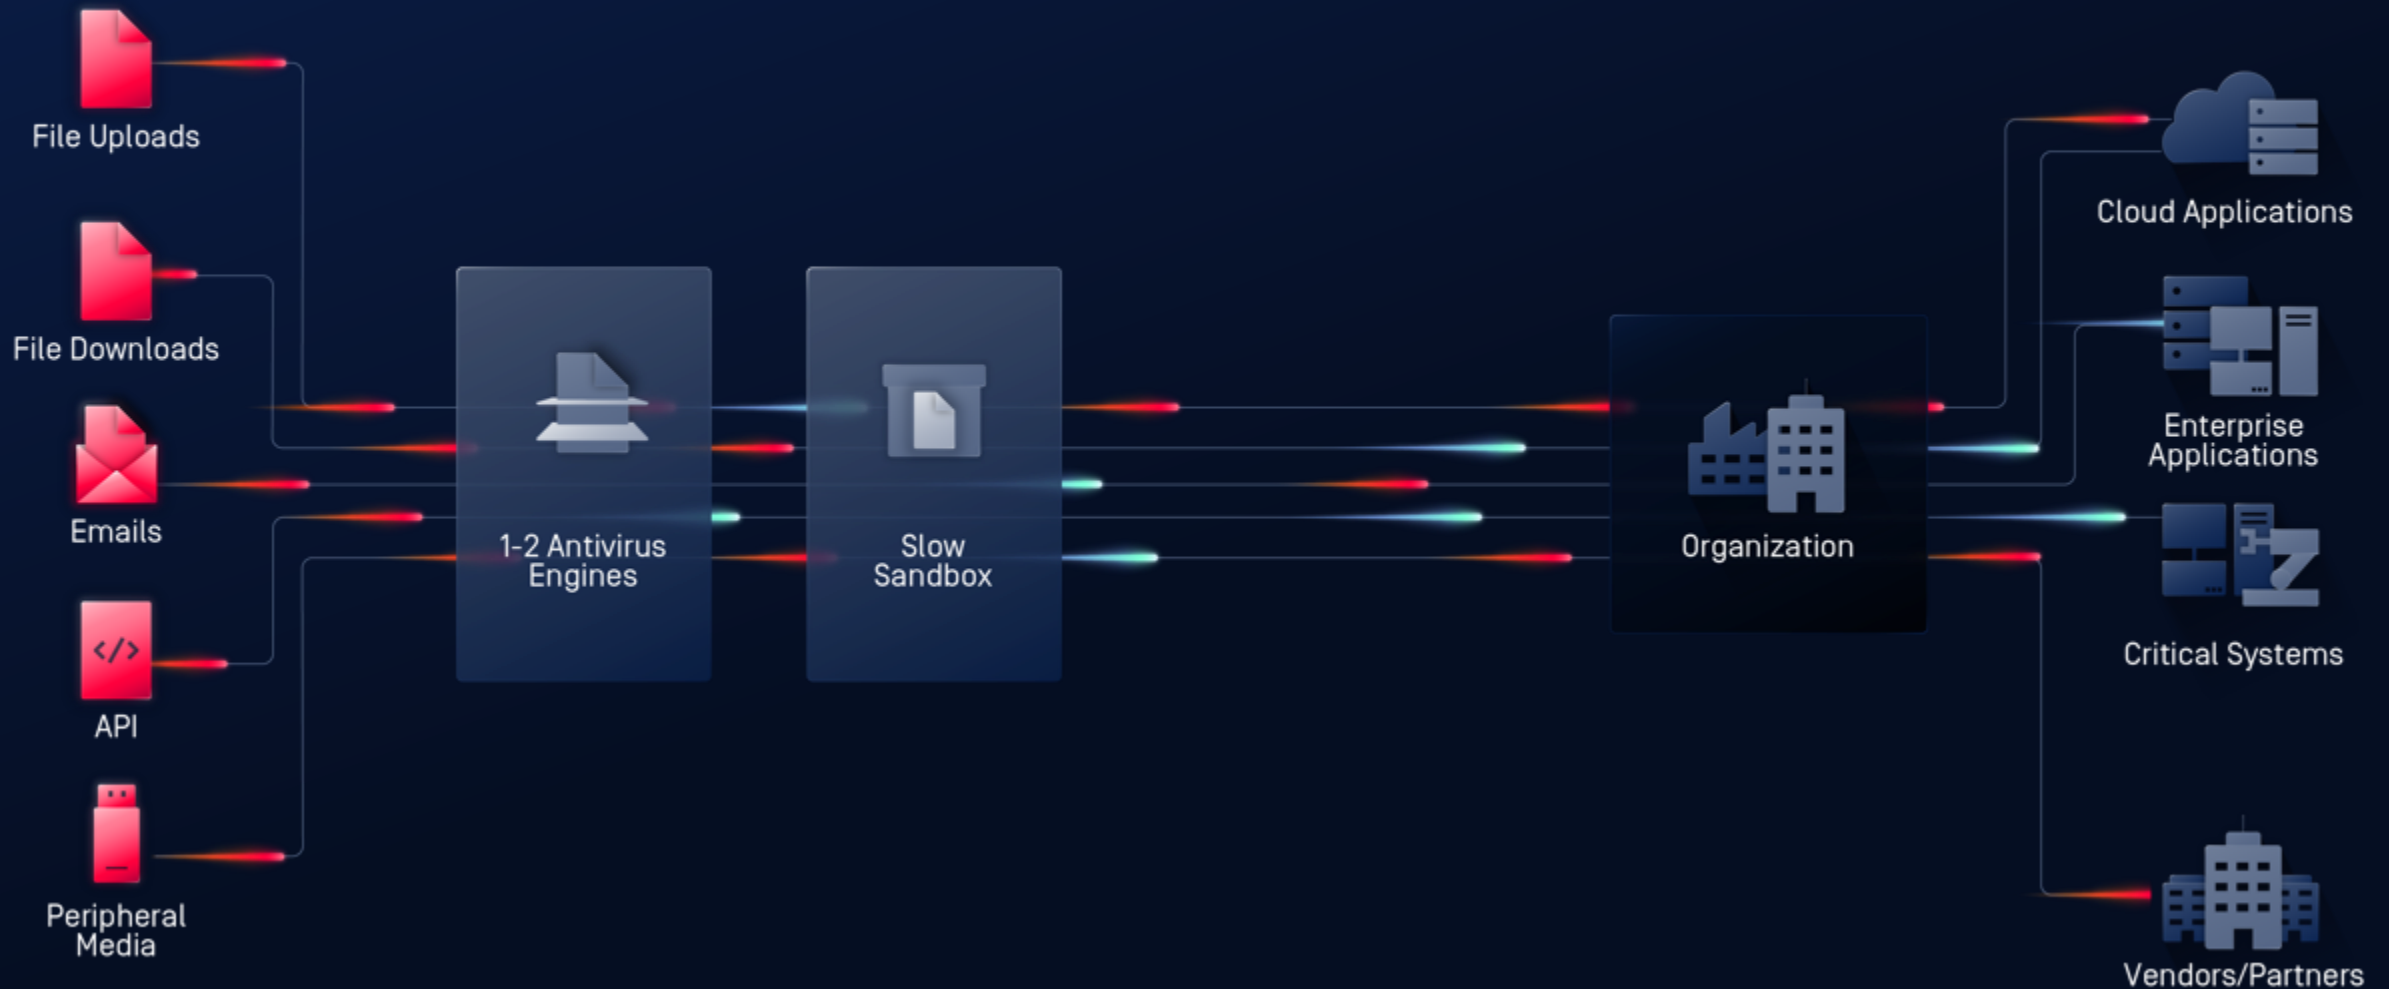 File Uploads
File Downloads
Emails
</>
API
Peripheral
Media
1-2 Antivirus
Engines
Slow
Sandbox
Organization
Cloud Applications
Enterprise
Applications
Critical Systems
Vendors/Partners